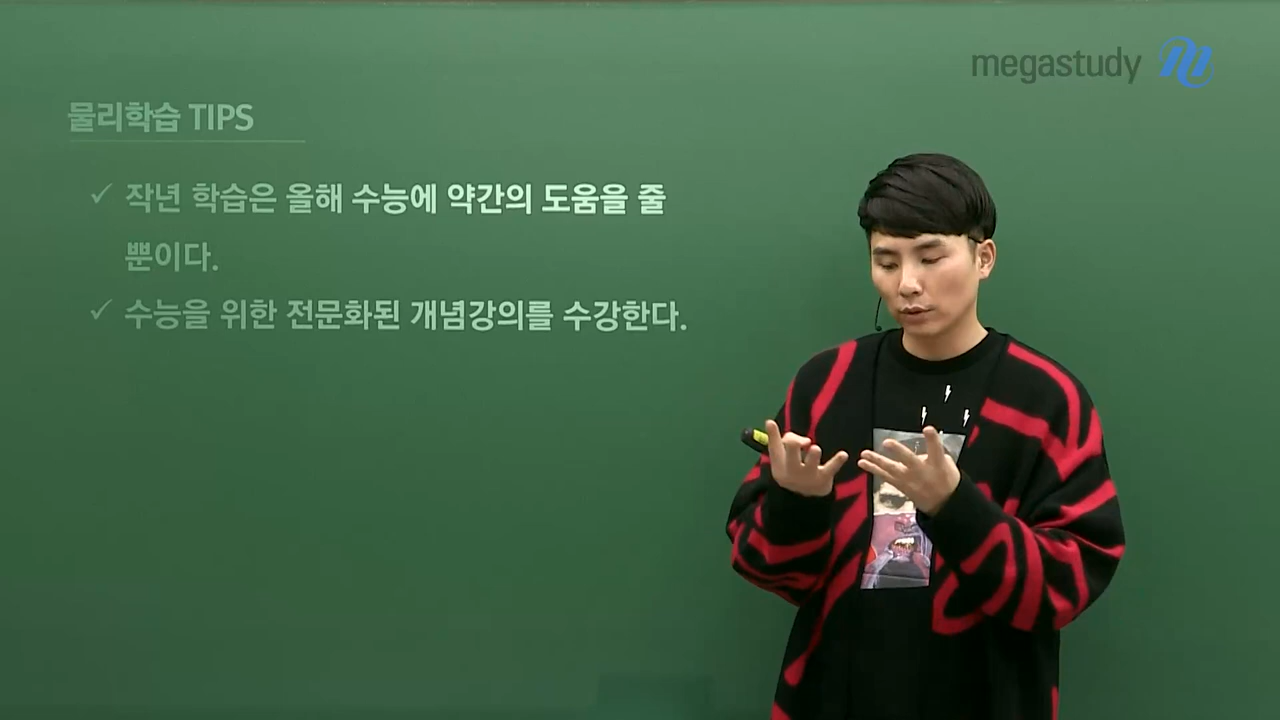 megastudy
물리학습 TIPS
✓ 작년 학습은 올해 수능에 약간의 도움을 줄
뿐이다.
✓ 수능을 위한 전문화된 개념강의를 수강한다.